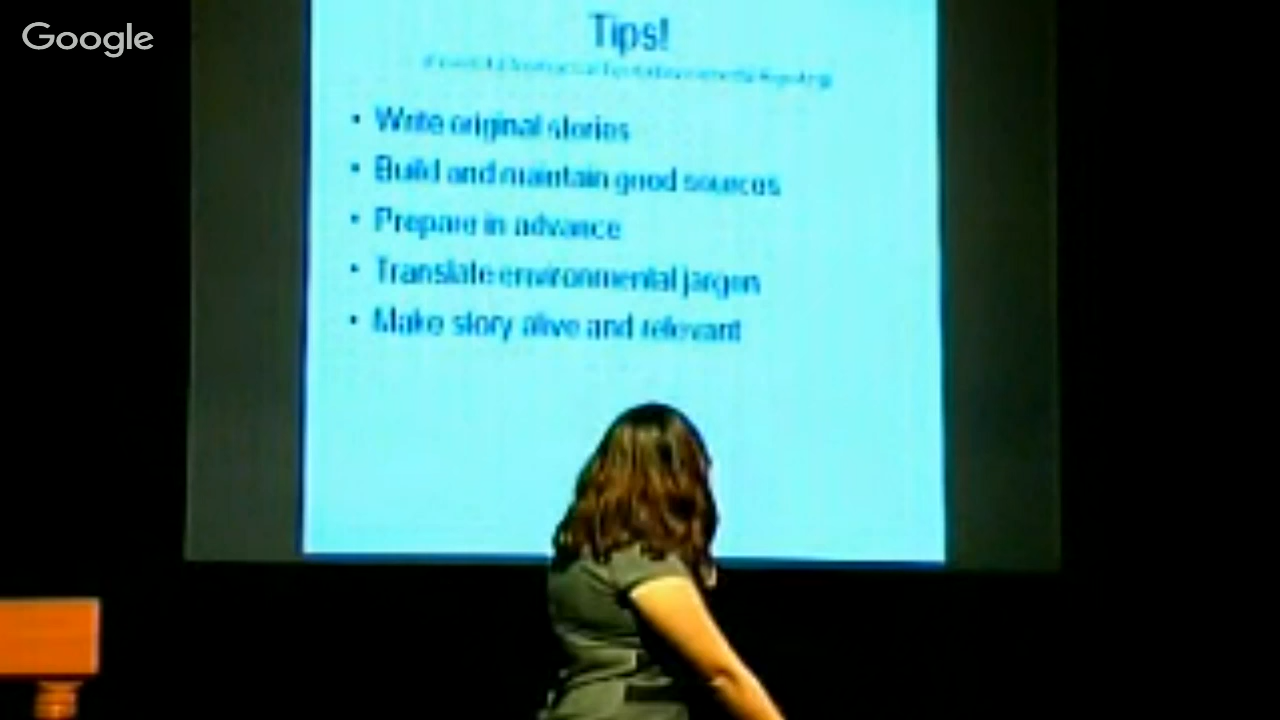 Google
Tips!
• Write original stories
• Build and maintain good sources
• Prepare in advance
• Translate environmental jargon
• Make story alive and relevant